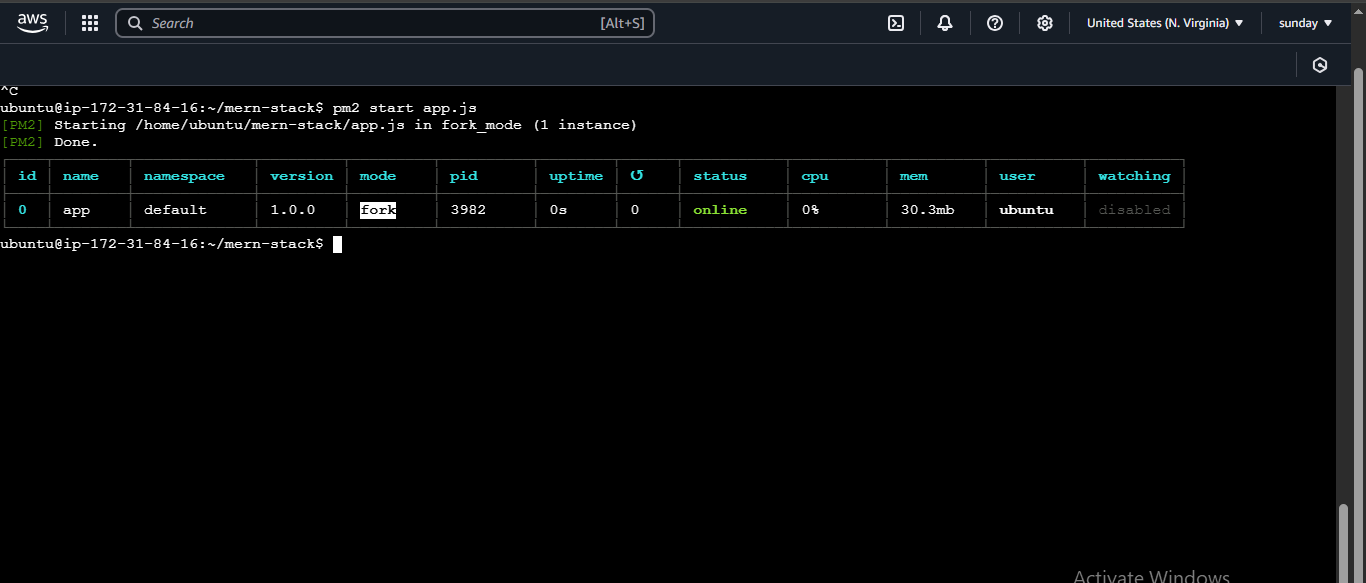 aws Search [Alt+S] United States (N. Virginia) ▼ sunday ▼
^C
ubuntu@ip-172-31-84-16:~/mern-stack$ pm2 start app.js
[PM2] Starting /home/ubuntu/mern-stack/app.js in fork_mode (1 instance)
[PM2] Done.
id name namespace version mode pid uptime ↺ status cpu mem user watching
0 app default 1.0.0 fork 3982 0s 0 online 0% 30.3mb ubuntu disabled
ubuntu@ip-172-31-84-16:~/mern-stack$
Activate Windows